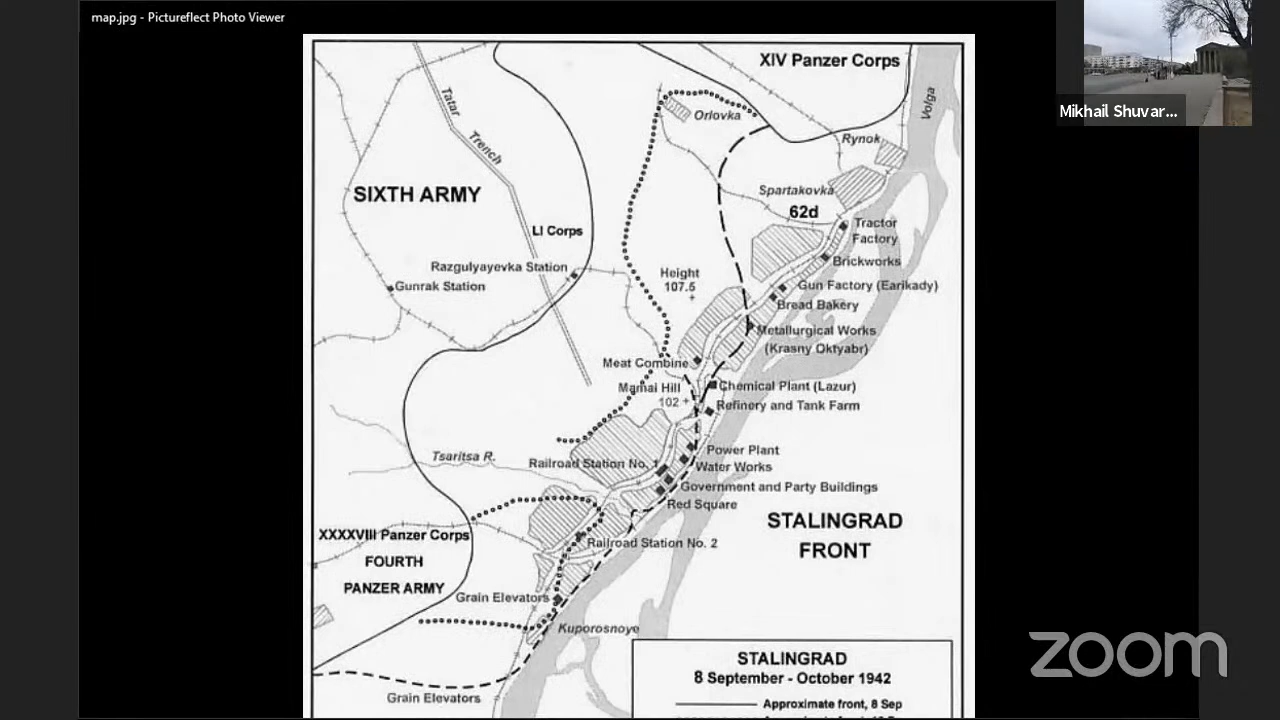 map.jpg - Pictureflect Photo Viewer
Mikhail Shuvar...
XIV Panzer Corps
Volga
Tatar
Trench
Orlovka
Rynok
SIXTH ARMY
Spartakovka
62d
LI Corps
Tractor
Factory
Razgulyayevka Station
Brickworks
Gunrak Station
Height
107.5
Gun Factory (Earikady)
Bread Bakery
Metallurgical Works
(Krasny Oktyabr)
Meat Combine
Mamai Hill
102
Chemical Plant (Lazur)
Refinery and Tank Farm
Tsaritsa R.
Power Plant
Railroad Station No. 1
Water Works
Government and Party Buildings
Red Square
STALINGRAD
FRONT
XXXXVIII Panzer Corps
FOURTH
PANZER ARMY
Railroad Station No. 2
Grain Elevators
Kuporosnoye
Grain Elevators
STALINGRAD
8 September - October 1942
Approximate front, 8 Sep
zoom